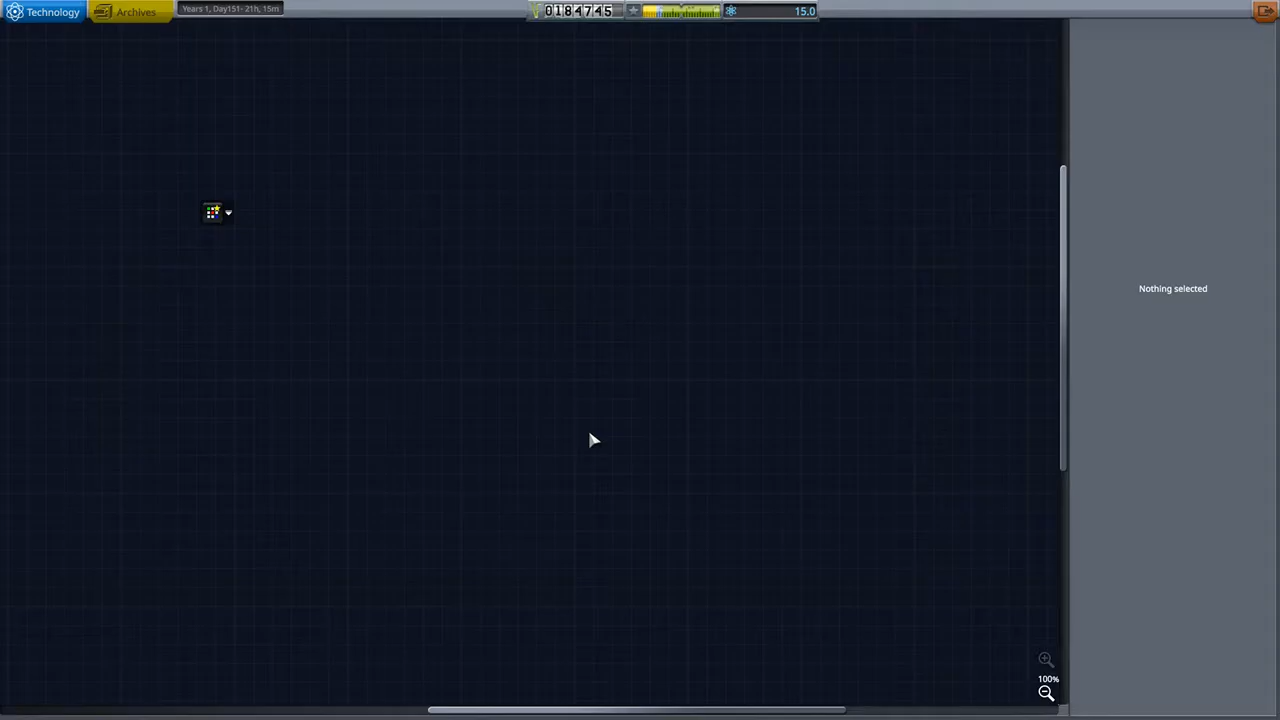 Technology
Archives
Years 1, Day151- 21h, 15m
0184745
15.0
Nothing selected
100%